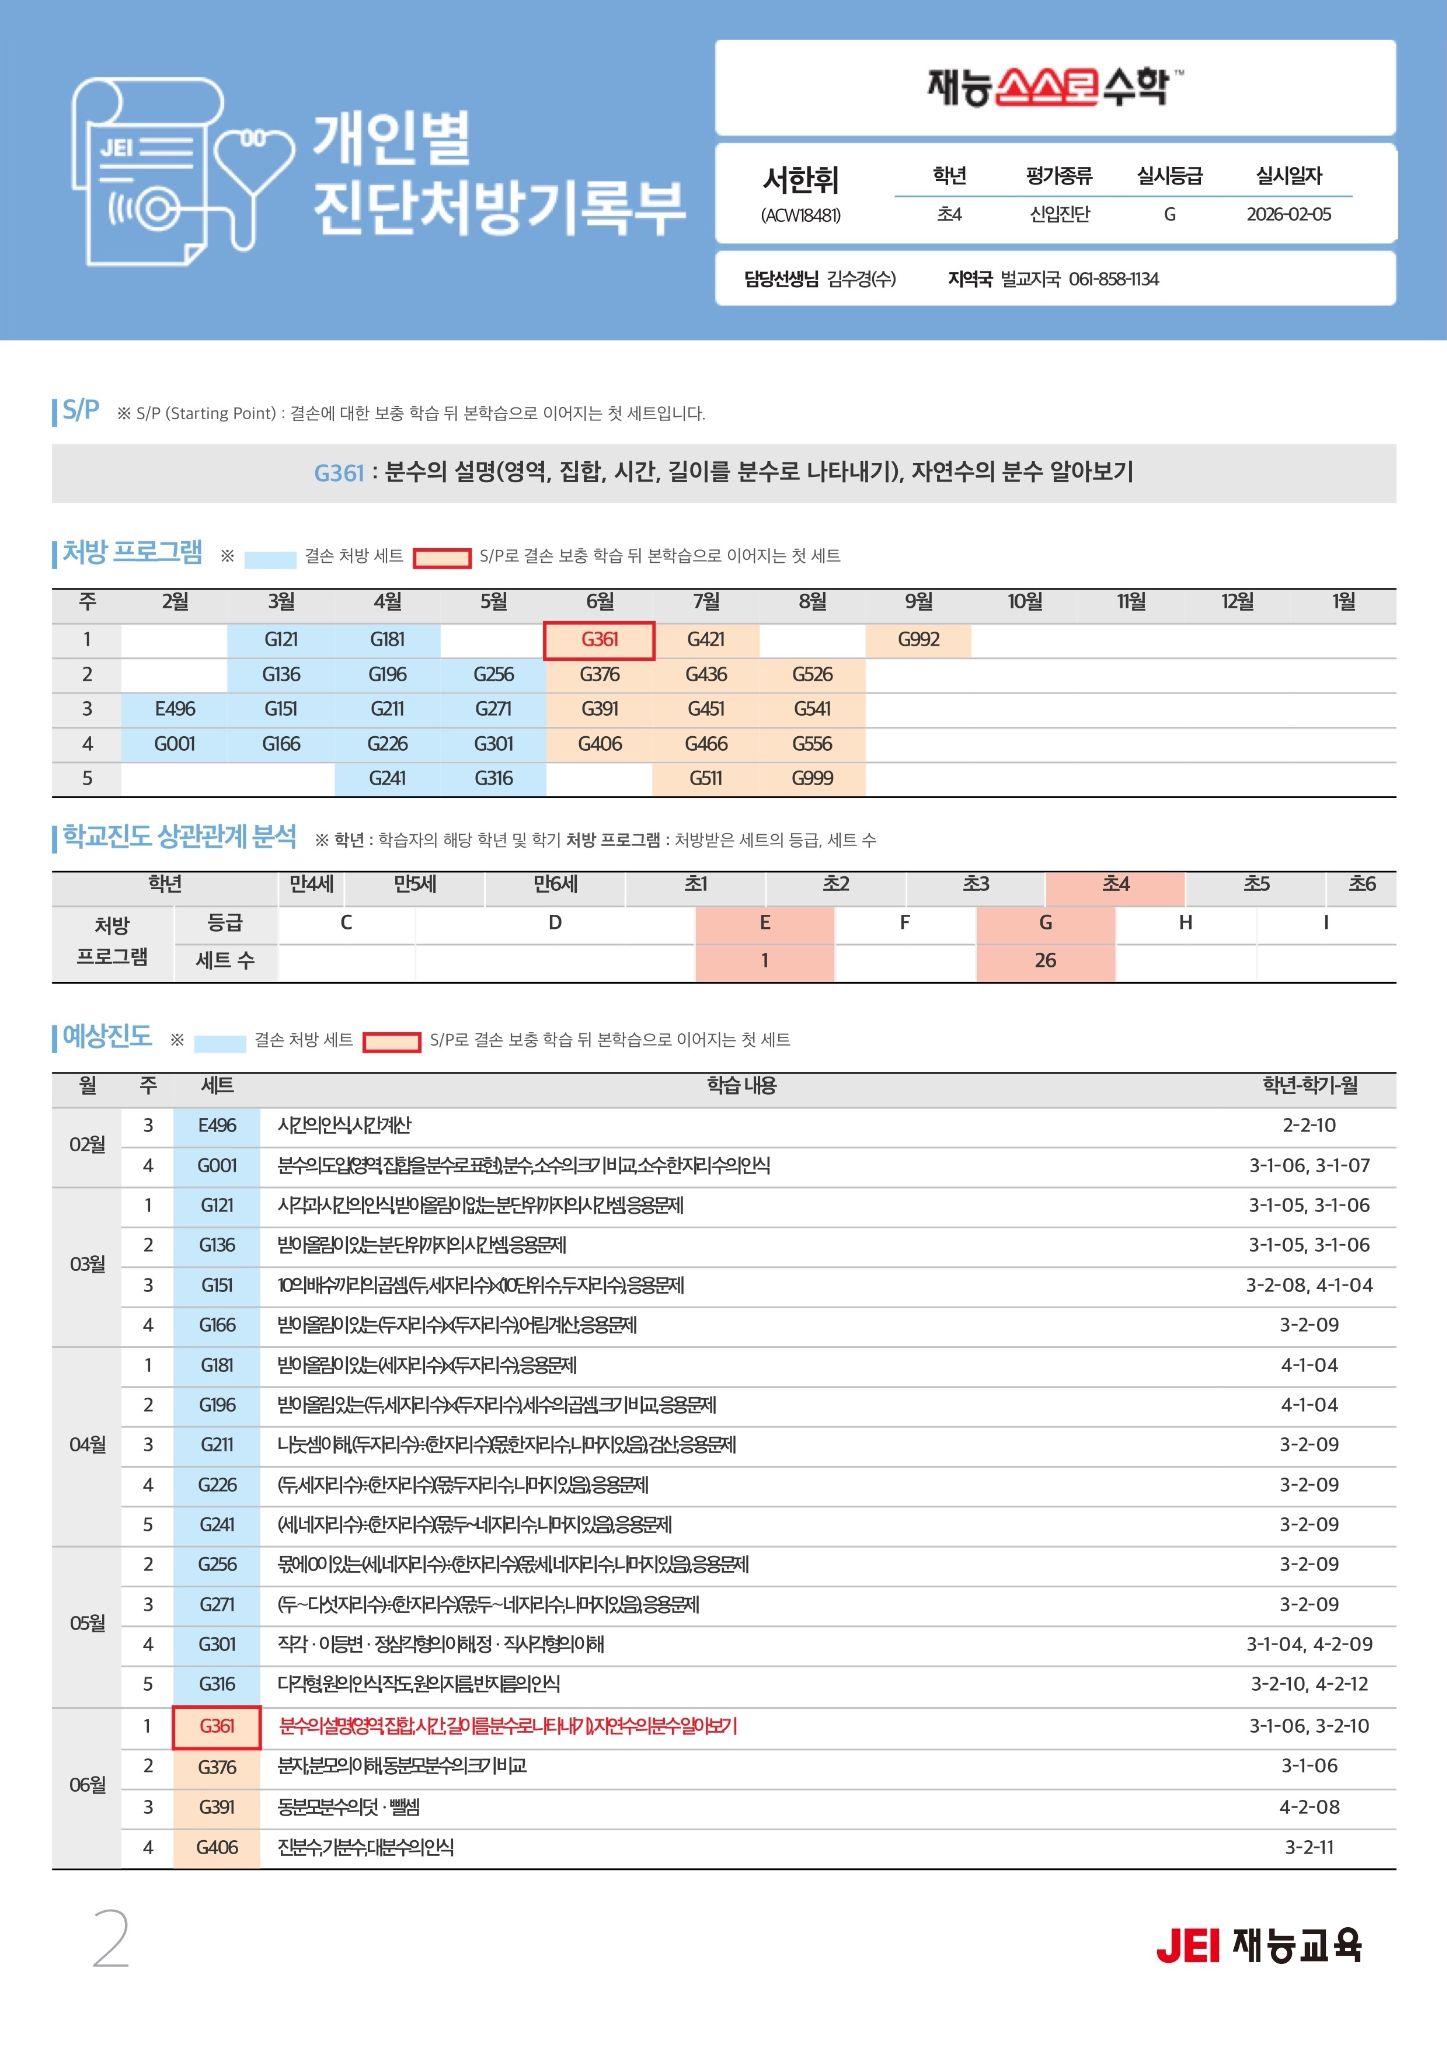 JEI
개인별
진단처방기록부
재능스스로수학™
서한휘
(ACW18481)
학년 평가종류 실시등급 실시일자
초4 신입진단 G 2026-02-05
담당선생님 김수경(수) 지역국 벌교지국 061-858-1134
S/P ※ S/P (Starting Point) : 결손에 대한 보충 학습 뒤 본학습으로 이어지는 첫 세트입니다.
G361 : 분수의 설명(영역, 집합, 시간, 길이를 분수로 나타내기), 자연수의 분수 알아보기
처방 프로그램 ※ 결손 처방 세트 S/P로 결손 보충 학습 뒤 본학습으로 이어지는 첫 세트
주 2월 3월 4월 5월 6월 7월 8월 9월 10월 11월 12월 1월
1 G121 G181 G361 G421 G992
2 G136 G196 G256 G376 G436 G526
3 E496 G151 G211 G271 G391 G451 G541
4 G001 G166 G226 G301 G406 G466 G556
5 G241 G316 G511 G999
학교진도 상관관계 분석 ※ 학년 : 학습자의 해당 학년 및 학기 처방 프로그램 : 처방받은 세트의 등급, 세트 수
학년 만4세 만5세 만6세 초1 초2 초3 초4 초5 초6
처방 프로그램 등급 C D E F G H I
세트 수 1 26
예상진도 ※ 결손 처방 세트 S/P로 결손 보충 학습 뒤 본학습으로 이어지는 첫 세트
월 주 세트 학습 내용 학년-학기-월
02월 3 E496 시간의 인식, 시간 계산 2-2-10
4 G001 분수의 도입(영역, 집합을 분수로 표현), 분수, 소수의 크기 비교, 소수 한 자리 수의 인식 3-1-06, 3-1-07
03월 1 G121 시각과 시간의 인식, 받아올림이 없는 분 단위까지의 시간셈, 응용문제 3-1-05, 3-1-06
2 G136 받아올림이 있는 분 단위까지의 시간셈, 응용문제 3-1-05, 3-1-06
3 G151 10의 배수끼리의 곱셈, (두, 세 자리 수)×(10단위 수, 두 자리 수), 응용문제 3-2-08, 4-1-04
4 G166 받아올림이 있는 (두 자리 수)×(두 자리 수), 어림계산, 응용문제 3-2-09
04월 1 G181 받아올림이 있는 (세 자리 수)×(두 자리 수), 응용문제 4-1-04
2 G196 받아올림 있는 (두, 세 자리 수)×(두 자리 수), 세 수의 곱셈, 크기 비교, 응용문제 4-1-04
3 G211 나눗셈 이해, (두 자리 수)÷(한 자리 수)(몫:한 자리 수, 나머지 있음), 검산, 응용문제 3-2-09
4 G226 (두, 세 자리 수)÷(한 자리 수)(몫:두 자리 수, 나머지 있음), 응용문제 3-2-09
5 G241 (세, 네 자리 수)÷(한 자리 수)(몫:두~네 자리 수, 나머지 있음), 응용문제 3-2-09
05월 2 G256 몫에 0이 있는 (세, 네 자리 수)÷(한 자리 수)(몫:세, 네 자리 수, 나머지 있음), 응용문제 3-2-09
3 G271 (두~다섯 자리 수)÷(한 자리 수)(몫:두~네 자리 수, 나머지 있음), 응용문제 3-2-09
4 G301 직각 · 이등변 · 정삼각형의 이해, 정 · 직사각형의 이해 3-1-04, 4-2-09
5 G316 다각형, 원의 인식, 작도, 원의 지름, 반지름의 인식 3-2-10, 4-2-12
06월 1 G361 분수의 설명(영역, 집합, 시간, 길이를 분수로 나타내기), 자연수의 분수 알아보기 3-1-06, 3-2-10
2 G376 분자, 분모의 이해, 동분모분수의 크기 비교 3-1-06
3 G391 동분모분수의 덧 · 뺄셈 4-2-08
4 G406 진분수, 가분수, 대분수의 인식 3-2-11
2
JEI 재능교육